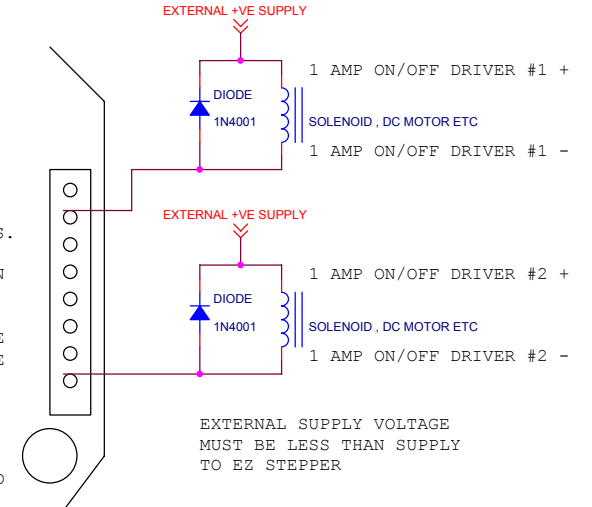 EXTERNAL +VE SUPPLY
1 AMP ON/OFF DRIVER #1 +
DIODE
1N4001
SOLENOID , DC MOTOR ETC
1 AMP ON/OFF DRIVER #1 -
S.
EXTERNAL +VE SUPPLY
N
1 AMP ON/OFF DRIVER #2 +
DIODE
1N4001
SOLENOID , DC MOTOR ETC
E
E
1 AMP ON/OFF DRIVER #2 -
EXTERNAL SUPPLY VOLTAGE
MUST BE LESS THAN SUPPLY
TO EZ STEPPER